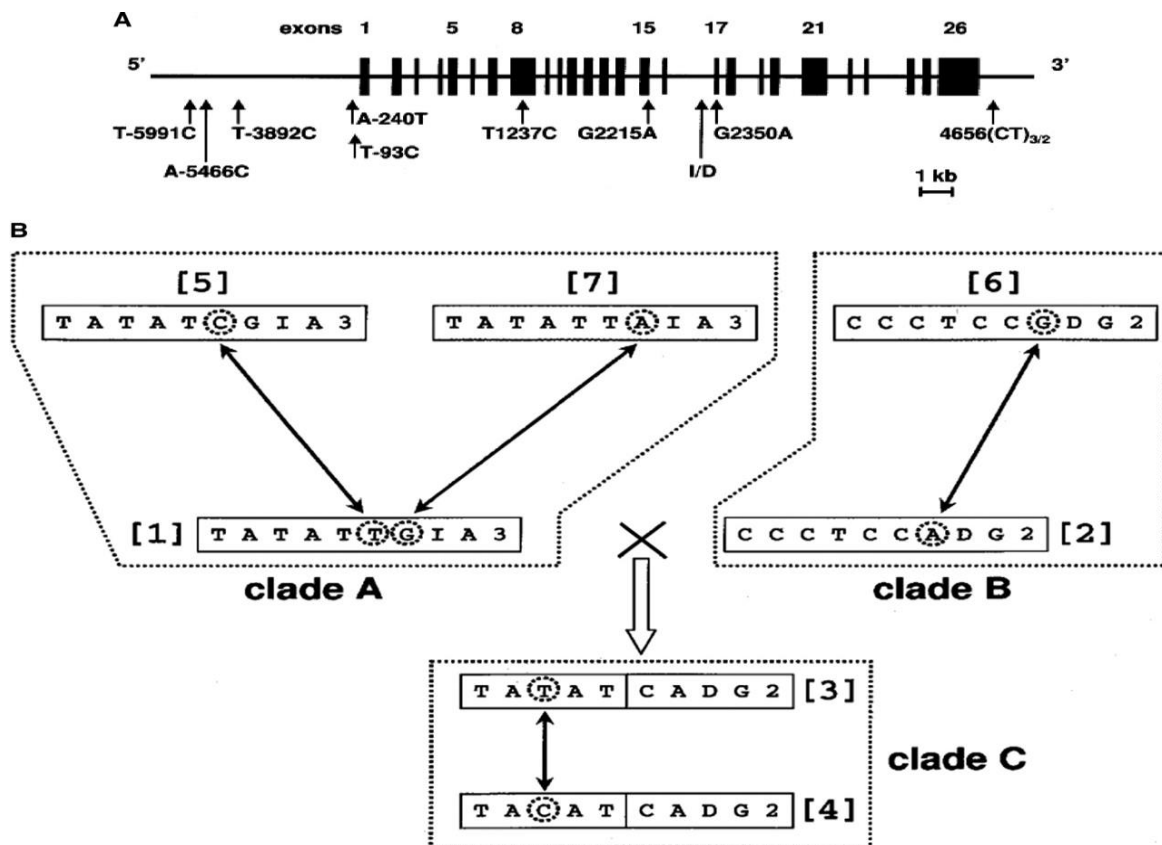 A
exons 1 5 8 15 17 21 26
5' 3'
A-240T
T-5991C T-3892C T1237C G2215A G2350A 4656(CT)3/2
T-93C
A-5466C I/D 1 kb
B
[5] [7] [6]
T A T A T C G I A 3 T A T A T T A I A 3 C C C T C C G D G 2
[1] T A T A T T G I A 3 C C C T C C A D G 2 [2]
clade A clade B
T A T A T C A D G 2 [3]
clade C
T A C A T C A D G 2 [4]